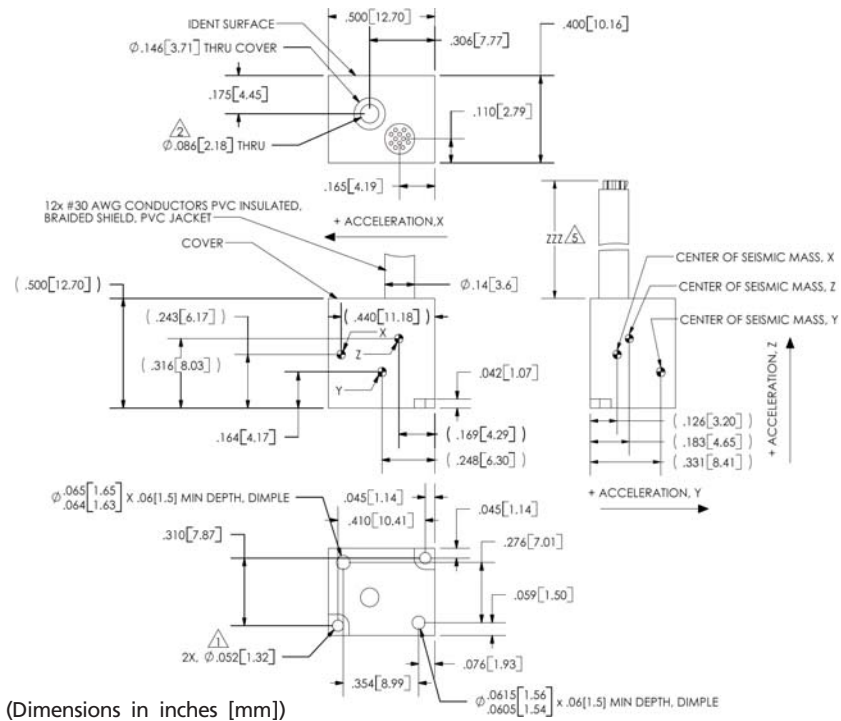 IDENT SURFACE
.500[12.70]
.306[7.77]
.400[10.16]
Ø.146[3.71] THRU COVER
.175[4.45]
.110[2.79]
2
Ø.086[2.18] THRU
.165[4.19]
12x #30 AWG CONDUCTORS PVC INSULATED,
BRAIDED SHIELD, PVC JACKET
+ ACCELERATION,X
COVER
ZZZ 5
CENTER OF SEISMIC MASS, X
CENTER OF SEISMIC MASS, Z
CENTER OF SEISMIC MASS, Y
( .500[12.70] )
Ø.14[3.6]
( .243[6.17] )
( .440[11.18] )
X
Z
( .316[8.03] )
Y
.042[1.07]
+ ACCELERATION, Z
.164[4.17]
( .169[4.29] )
( .248[6.30] )
( .126[3.20] )
( .183[4.65] )
( .331[8.41] )
+ ACCELERATION, Y
Ø.065[1.65
.064[1.63] X .06[1.5] MIN DEPTH, DIMPLE
.045[1.14]
.410[10.41]
.045[1.14]
.310[7.87]
.276[7.01]
.059[1.50]
1
2X, Ø.052[1.32]
.076[1.93]
.354[8.99]
Ø.0615[1.56
.0605[1.54] x .06[1.5] MIN DEPTH, DIMPLE
(Dimensions in inches [mm])